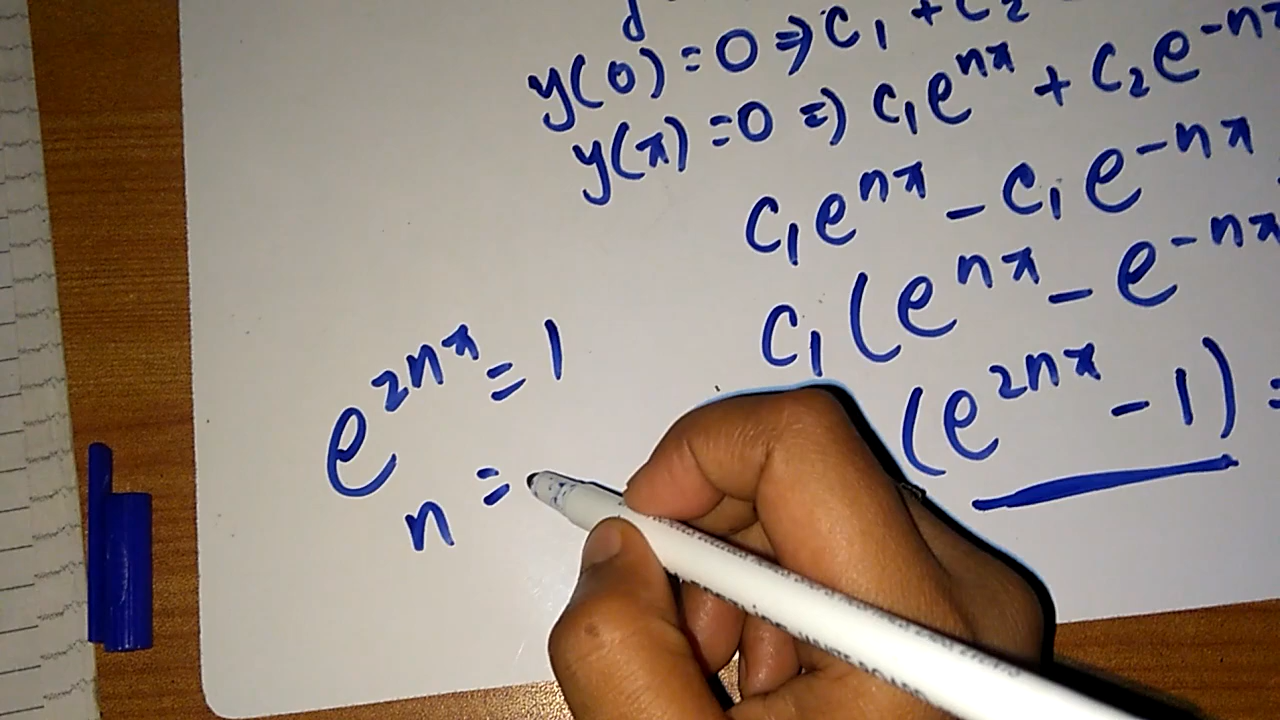 y(0) = 0 ⇒ C₁ + C₂
y(π) = 0 ⇒ C₁e^{nπ} + C₂e^{-nπ}
C₁e^{nπ} - C₁e^{-nπ}
C₁(e^{nπ} - e^{-nπ}
(e^{2nπ} - 1) =
e^{2nπ} = 1
n =